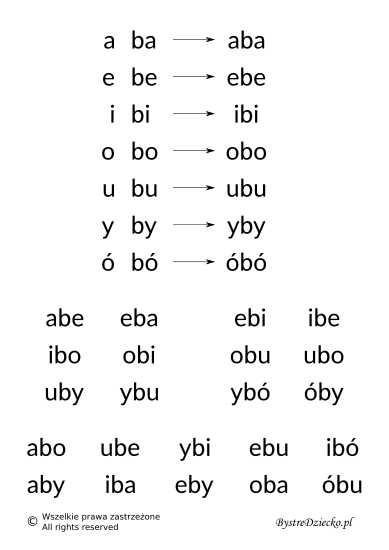 a ba aba
e be ebe
i bi ibi
o bo obo
u bu ubu
y by yby
ó bó óbó
abe eba ebi ibe
ibo obi obu ubo
uby ybu ybó óby
abo ube ybi ebu ibó
aby iba eby oba óbu
© Wszelkie prawa zastrzeżone
All rights reserved
BystreDziecko.pl